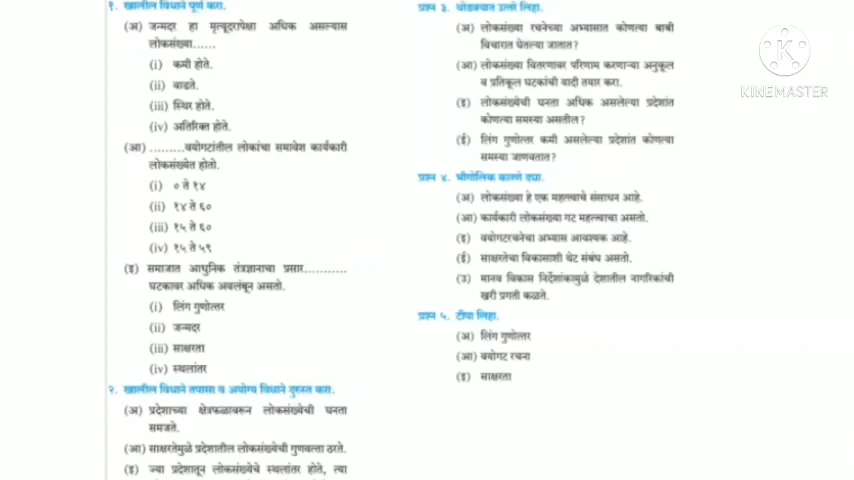 १. खालील विधाने पूर्ण करा.
(अ) जन्मदर हा मृत्यूदरापेक्षा अधिक असल्यास
लोकसंख्या......
(i) कमी होते.
(ii) वाढते.
(iii) स्थिर होते.
(iv) अतिरिक्त होते.
(आ) .........वयोगटांतील लोकांचा समावेश कार्यकारी
लोकसंख्येत होतो.
(i) ० ते १४
(ii) १४ ते ६०
(iii) १५ ते ६०
(iv) १५ ते ५९
(इ) समाजात आधुनिक तंत्रज्ञानाचा प्रसार...........
घटकावर अधिक अवलंबून असतो.
(i) लिंग गुणोत्तर
(ii) जन्मदर
(iii) साक्षरता
(iv) स्थलांतर
२. खालील विधाने तपासा व अयोग्य विधाने दुरुस्त करा.
(अ) प्रदेशाच्या क्षेत्रफळावरून लोकसंख्येची घनता
समजते.
(आ) साक्षरतेमुळे प्रदेशातील लोकसंख्येची गुणवत्ता ठरते.
(इ) ज्या प्रदेशातून लोकसंख्येचे स्थलांतर होते, त्या
प्रश्न ३. थोडक्यात उत्तरे लिहा.
(अ) लोकसंख्या रचनेच्या अभ्यासात कोणत्या बाबी
विचारात घेतल्या जातात?
(आ) लोकसंख्या वितरणावर परिणाम करणाऱ्या अनुकूल
व प्रतिकूल घटकांची यादी तयार करा.
(इ) लोकसंख्येची घनता अधिक असलेल्या प्रदेशांत
कोणत्या समस्या असतील?
(ई) लिंग गुणोत्तर कमी असलेल्या प्रदेशांत कोणत्या
समस्या जाणवतात?
प्रश्न ४. भौगोलिक कारणे द्या.
(अ) लोकसंख्या हे एक महत्त्वाचे संसाधन आहे.
(आ) कार्यकारी लोकसंख्या गट महत्त्वाचा असतो.
(इ) वयोगटरचनेचा अभ्यास आवश्यक आहे.
(ई) साक्षरतेचा विकासाशी थेट संबंध असतो.
(उ) मानव विकास निर्देशांकामुळे देशातील नागरिकांची
खरी प्रगती कळते.
प्रश्न ५. टीपा लिहा.
(अ) लिंग गुणोत्तर
(आ) वयोगट रचना
(इ) साक्षरता
KINEMASTER